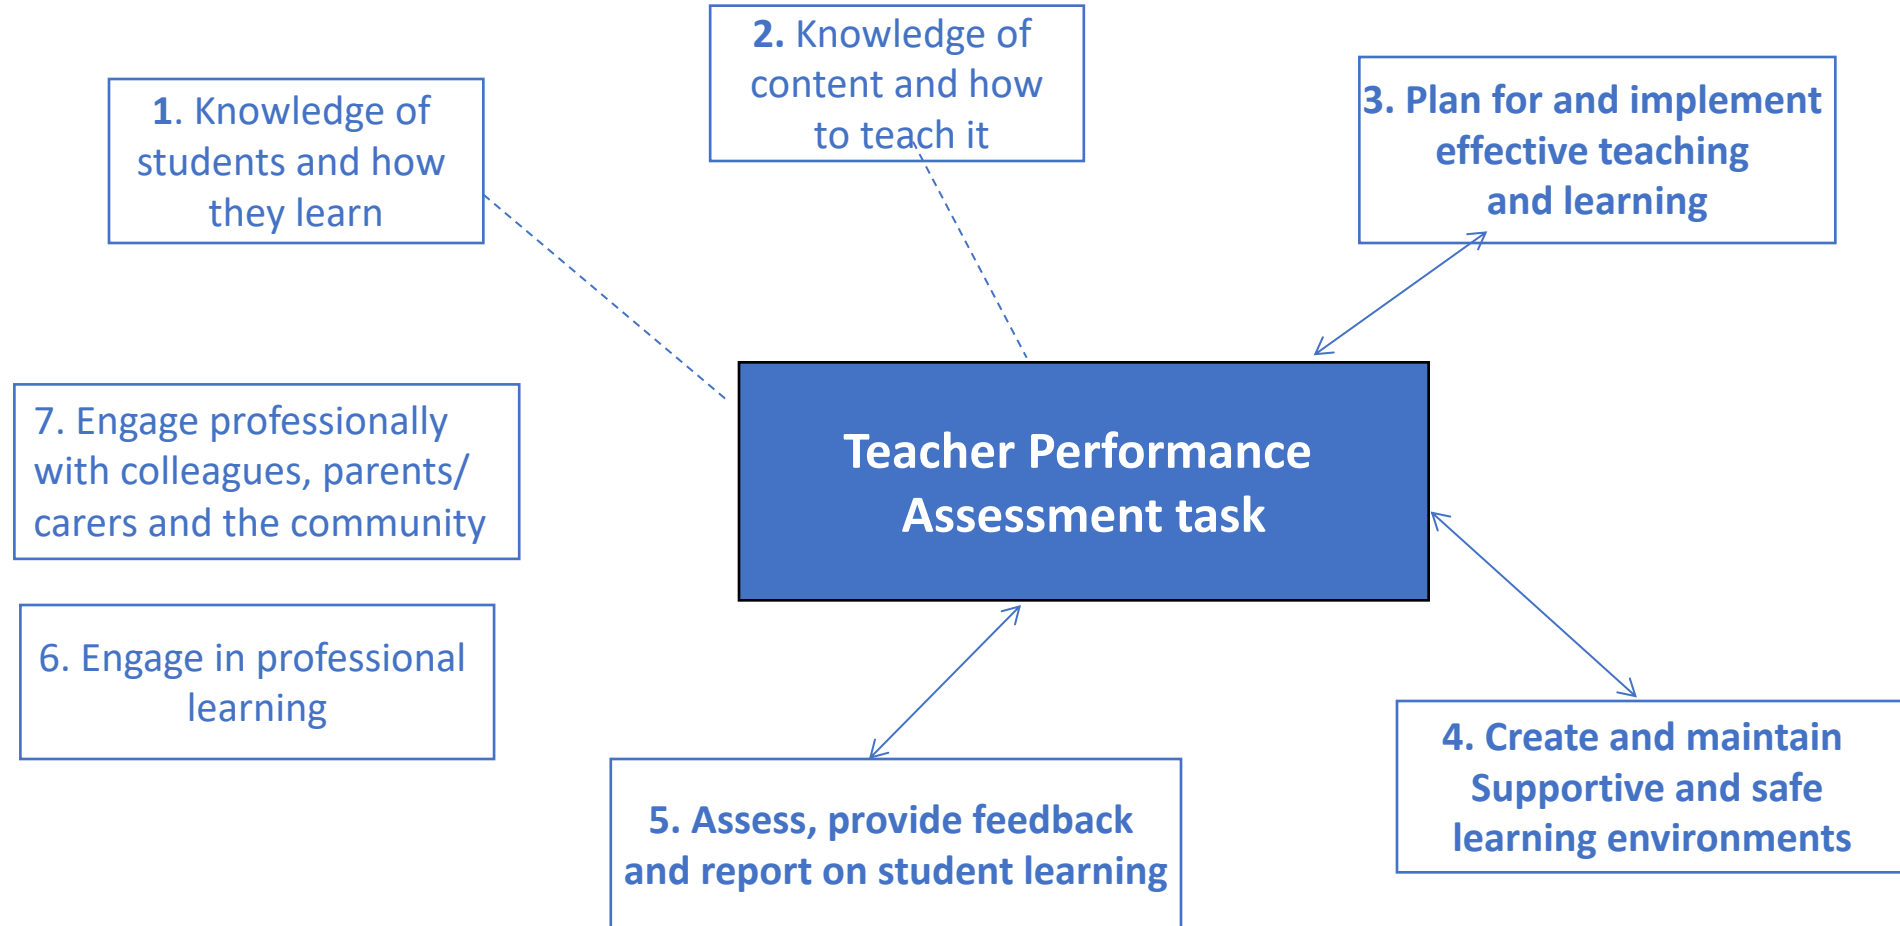 1. Knowledge of
students and how
they learn
2. Knowledge of
content and how
to teach it
3. Plan for and implement
effective teaching
and learning
Teacher Performance
Assessment task
4. Create and maintain
Supportive and safe
learning environments
5. Assess, provide feedback
and report on student learning
6. Engage in professional
learning
7. Engage professionally
with colleagues, parents/
carers and the community